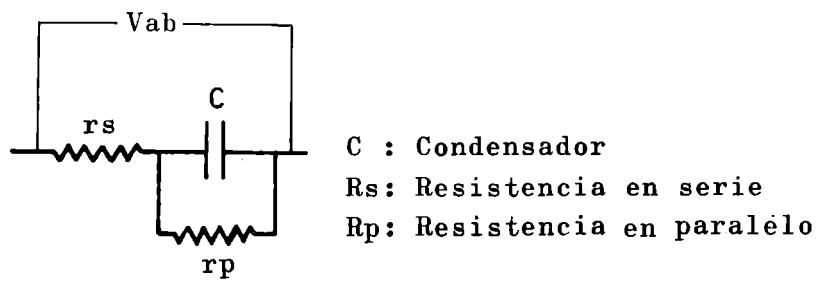 Vab
C
rs
rp
C : Condensador
Rs: Resistencia en serie
Rp: Resistencia en paralélo